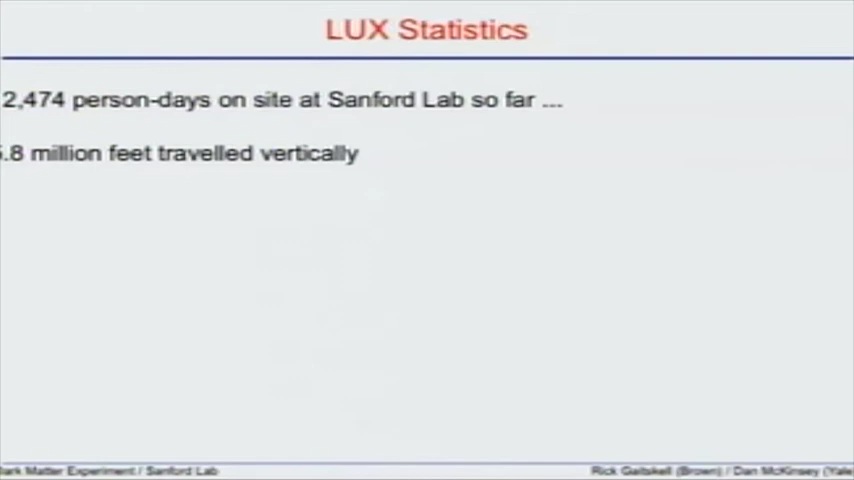 LUX Statistics
2,474 person-days on site at Sanford Lab so far ...
.8 million feet travelled vertically
Dark Matter Experiment / Sanford Lab
Rick Gaitskell (Brown) / Dan McKinsey (Yale